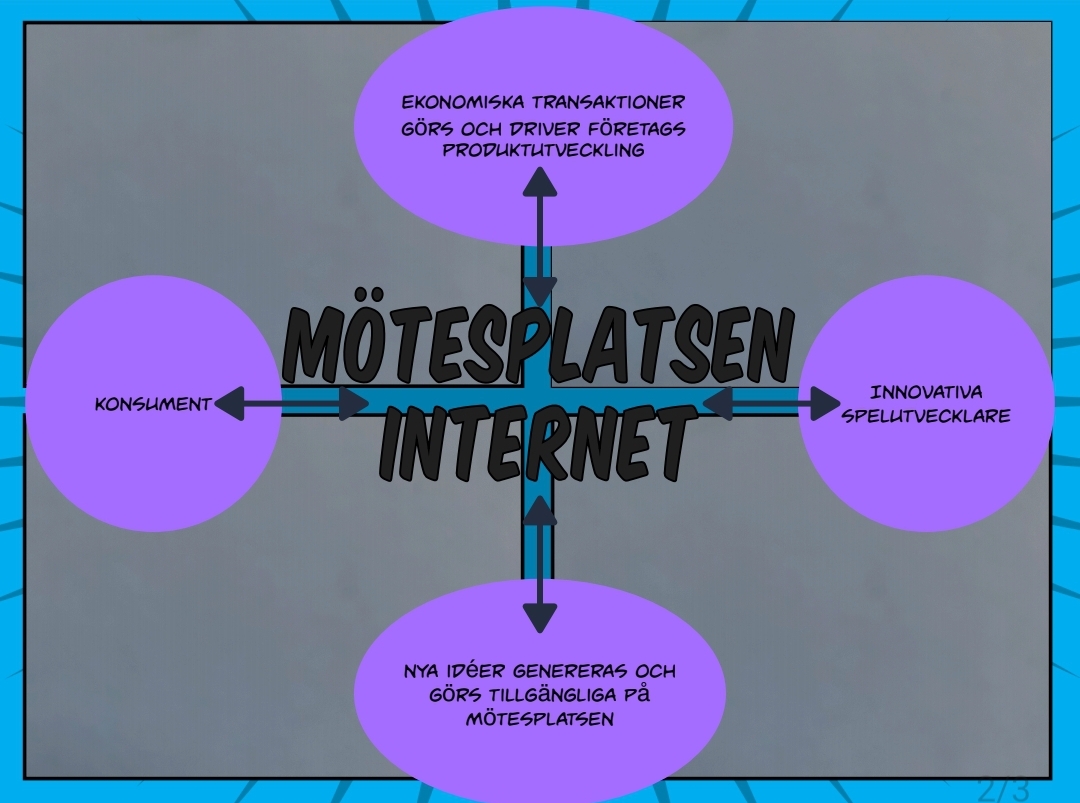 EKONOMISKA TRANSAKTIONER
GÖRS OCH DRIVER FÖRETAGS
PRODUKTUTVECKLING
MÖTESPLATSEN
INTERNET
KONSUMENT
INNOVATIVA
SPELUTVECKLARE
NYA IDÉER GENERERAS OCH
GÖRS TILLGÄNGLIGA PÅ
MÖTESPLATSEN
2/3